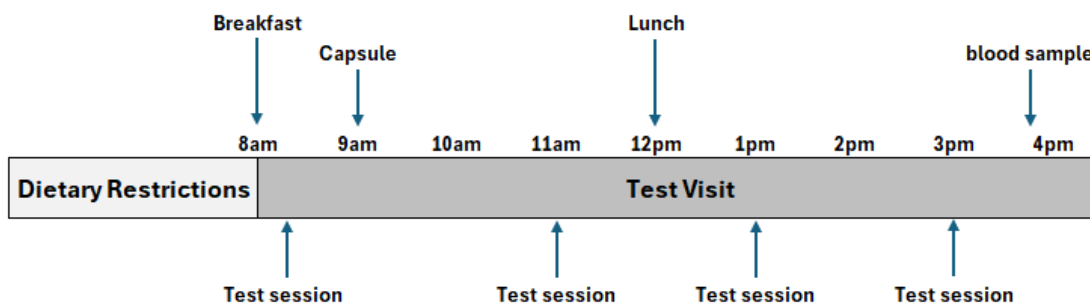 Breakfast
Lunch
Capsule
blood sample
8am 9am 10am 11am 12pm 1pm 2pm 3pm 4pm
Dietary Restrictions Test Visit
Test session Test session Test session Test session